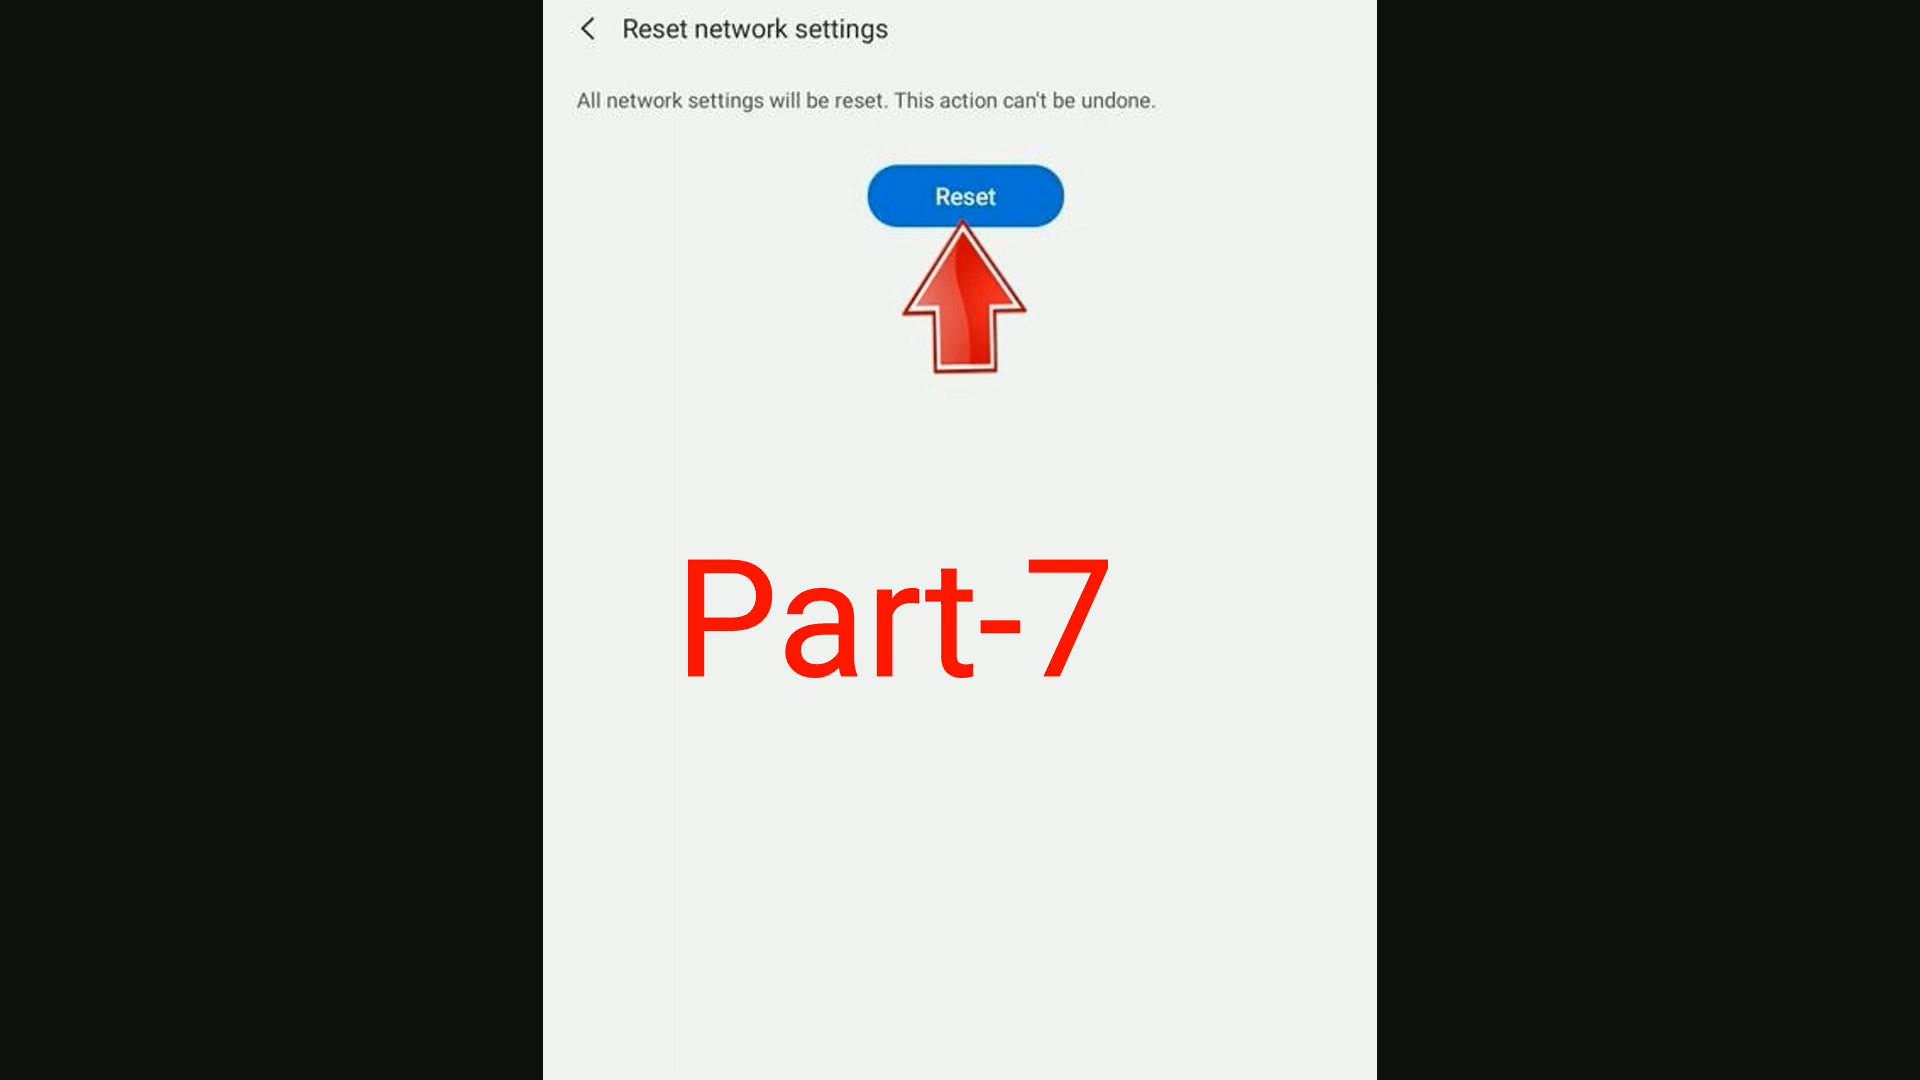 Reset network settings
All network settings will be reset. This action can't be undone.
Reset
Part-7